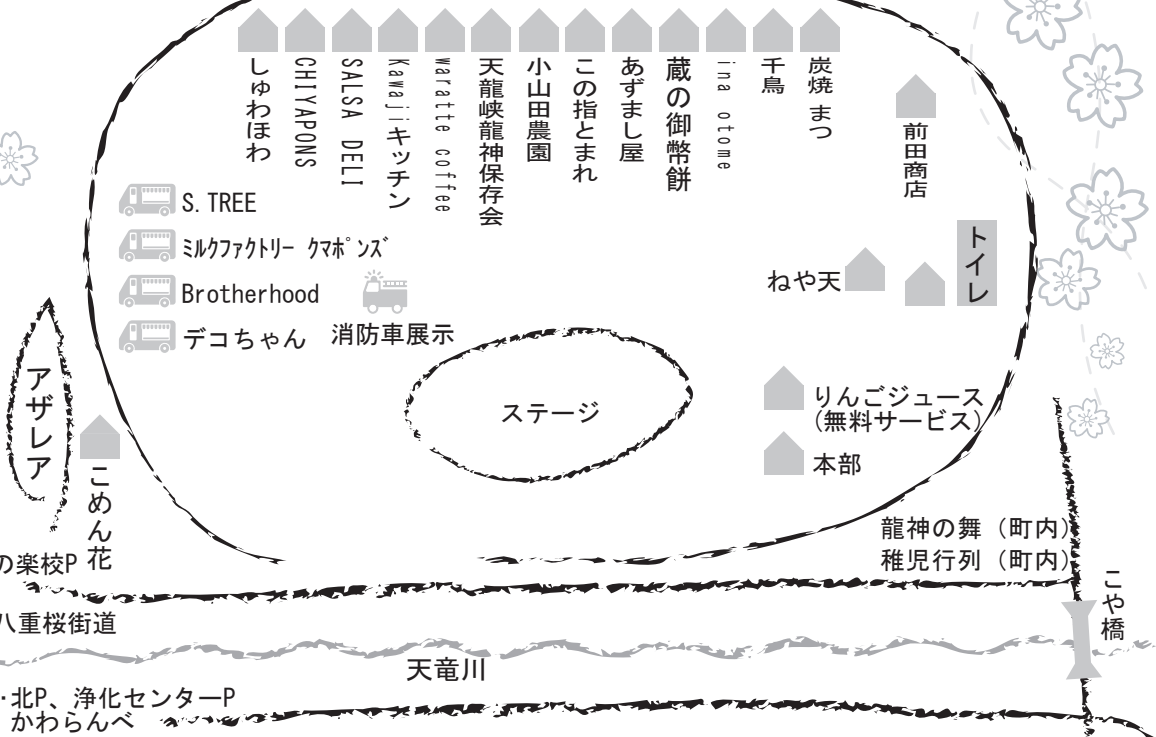 しゅわほわ
CHIYAPONS
SALSA DELI
Kawajiキッチン
waratte coffee
天龍峡龍神保存会
小山田農園
この指とまれ
あずまし屋
蔵の御幣餅
ina otome
千鳥
炭焼 まつ
前田商店
S.TREE
ﾐﾙｸﾌｧｸﾄﾘｰ ｸﾏﾎﾟﾝｽﾞ
Brotherhood
デコちゃん
消防車展示
ねや天
トイレ
アザレア
ステージ
りんごジュース
(無料サービス)
本部
こめん花
龍神の舞（町内）
稚児行列（町内）
の楽校P
八重桜街道
こや橋
天竜川
・北P、浄化センターP
かわらんべ